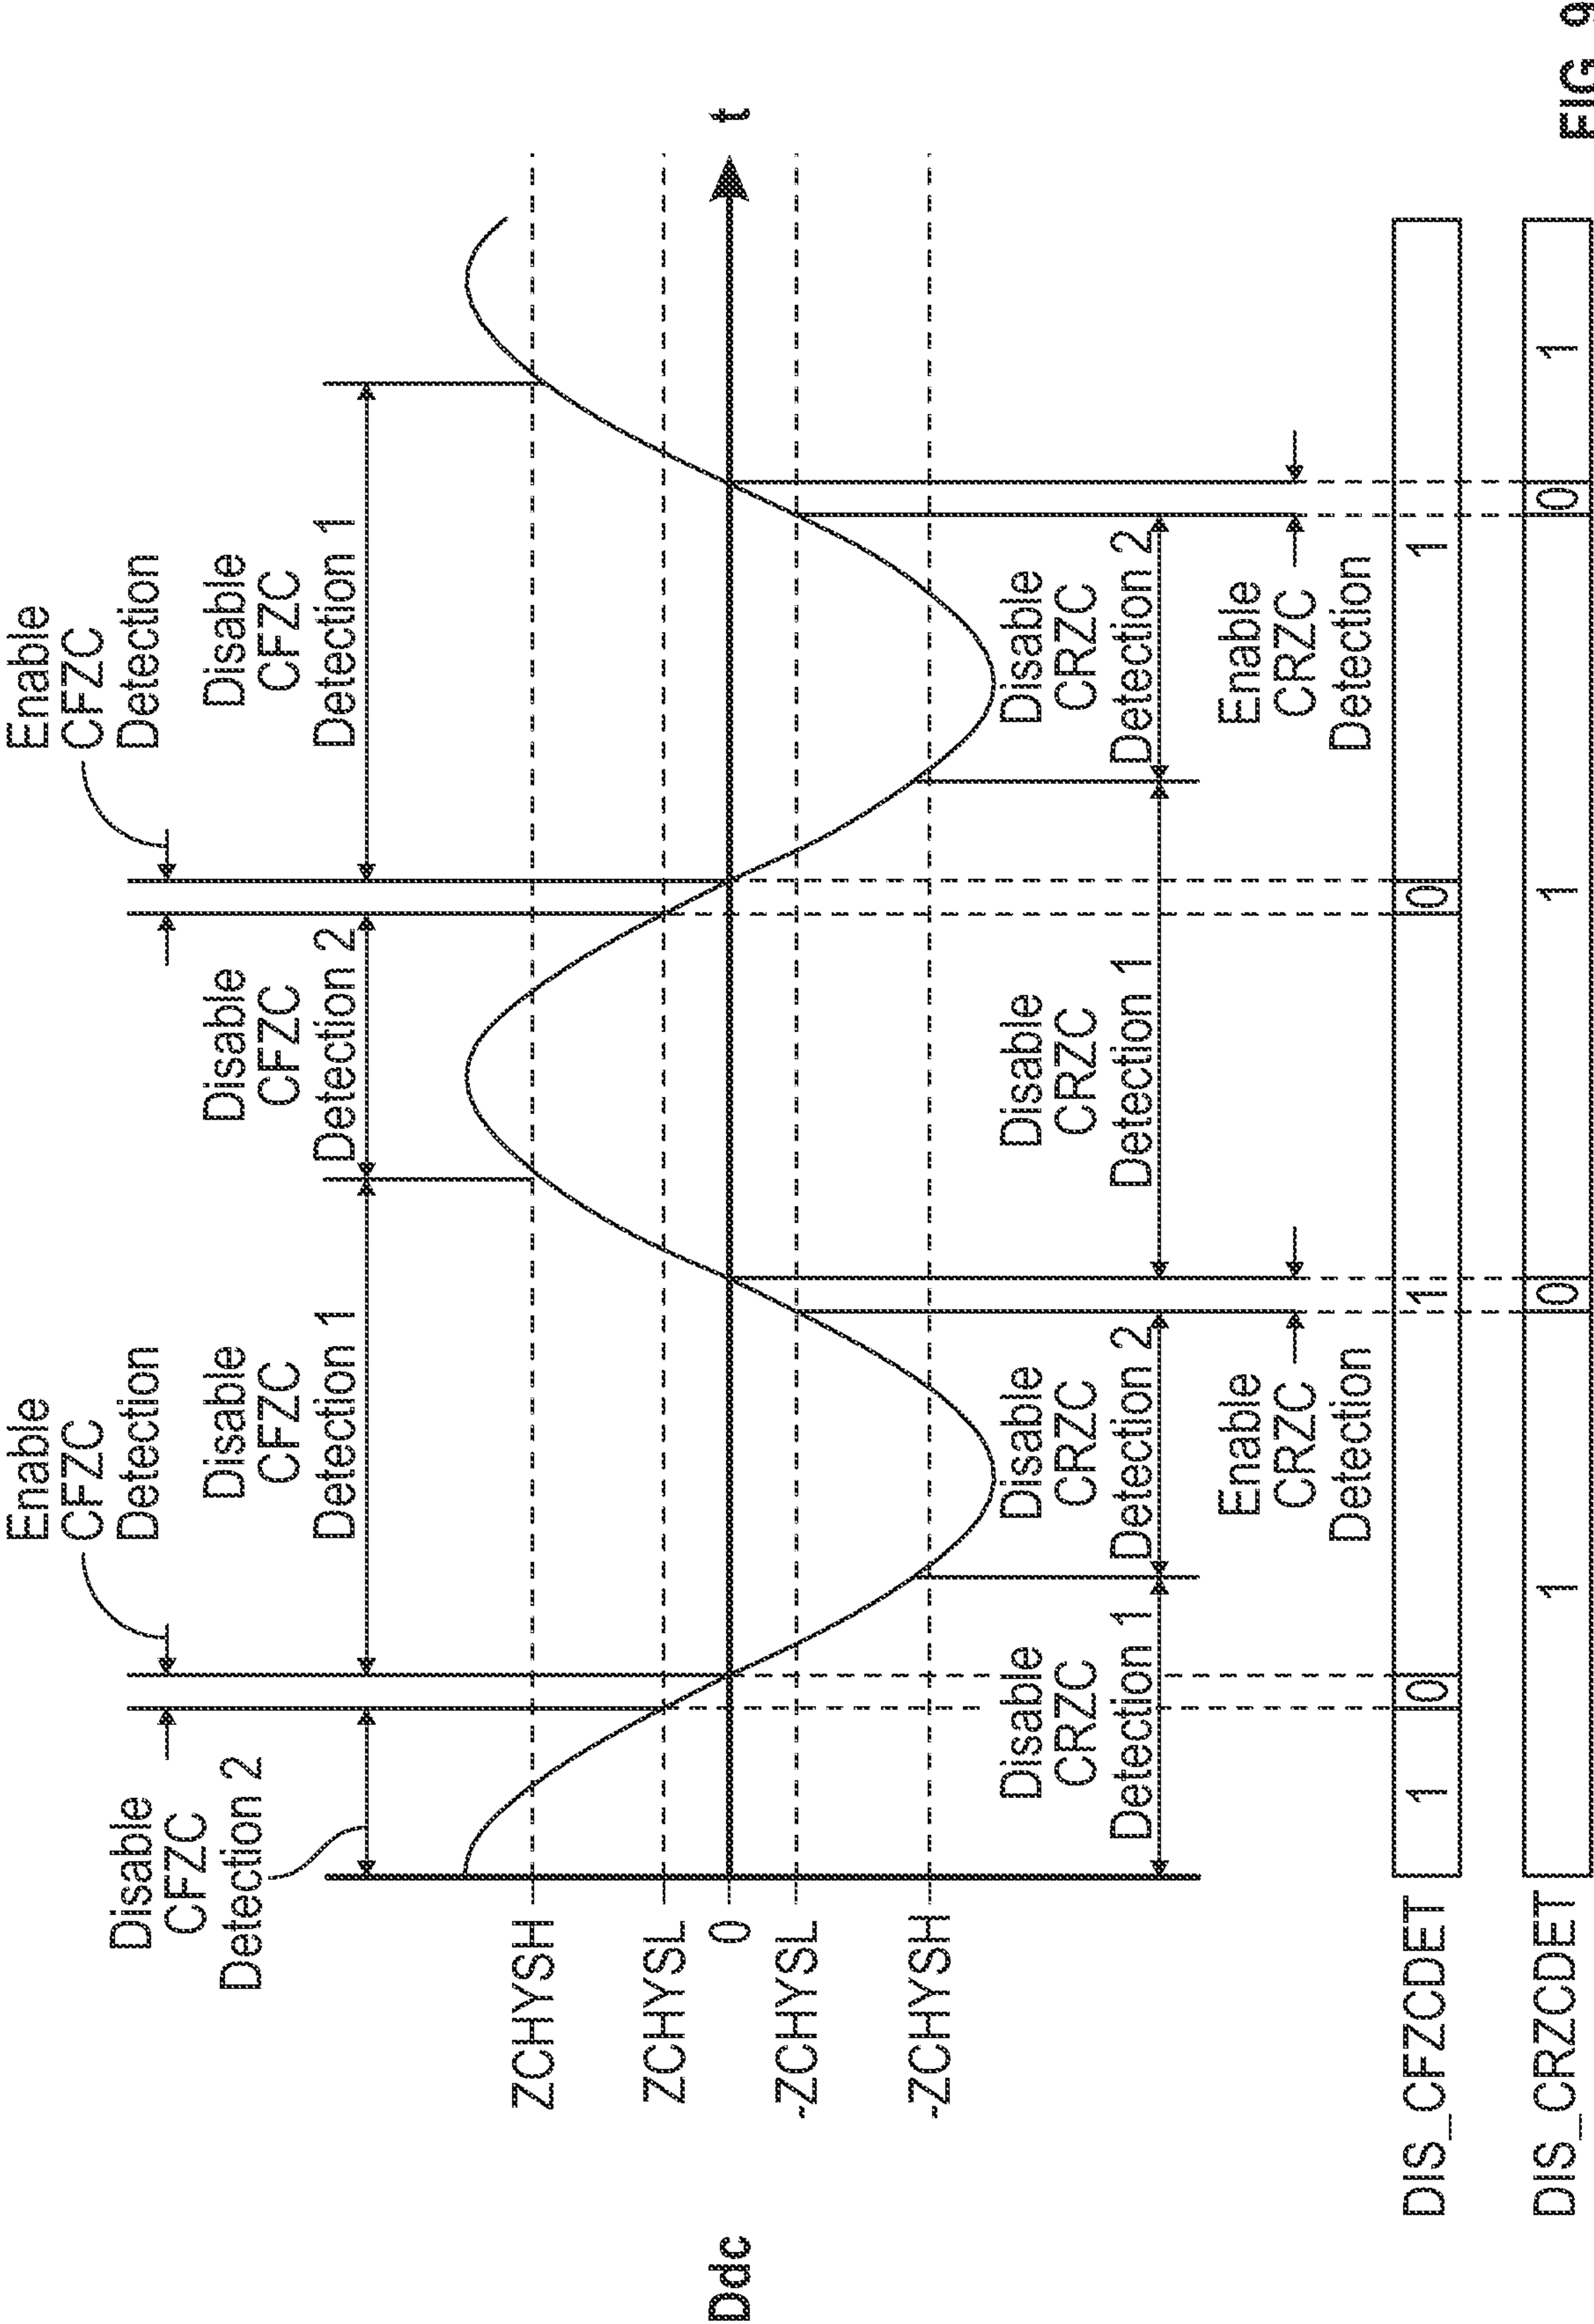 Enable
CFZC
Detection
Enable
CFZC
Detection
Disable
CFZC
Detection 2
Disable
CFZC
Detection 1
Disable
CFZC
Detection 2
Disable
CFZC
Detection 1
ZCHYSH
ZCHYSL
Ddc
0
t
-ZCHYSL
-ZCHYSH
Disable
CRZC
Detection 1
Disable
CRZC
Detection 2
Disable
CRZC
Detection 1
Disable
CRZC
Detection 2
Enable
CRZC
Detection
Enable
CRZC
Detection
DIS_CFZCDET 1 0 1 0 1
DIS_CRZCDET 1 0 1 0 1
FIG. 9